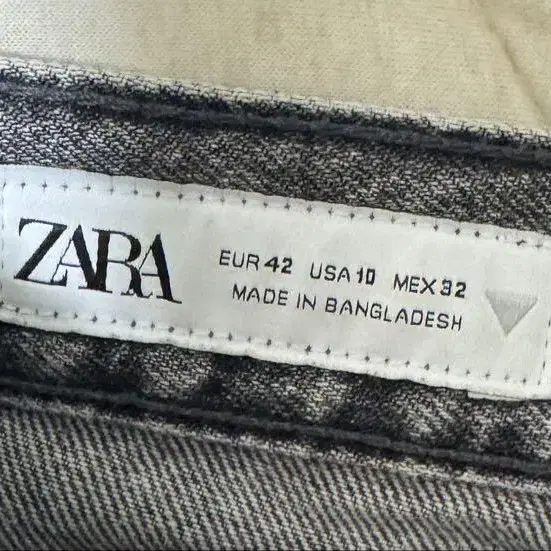 ZARA
EUR 42 USA 10 MEX 32
MADE IN BANGLADESH